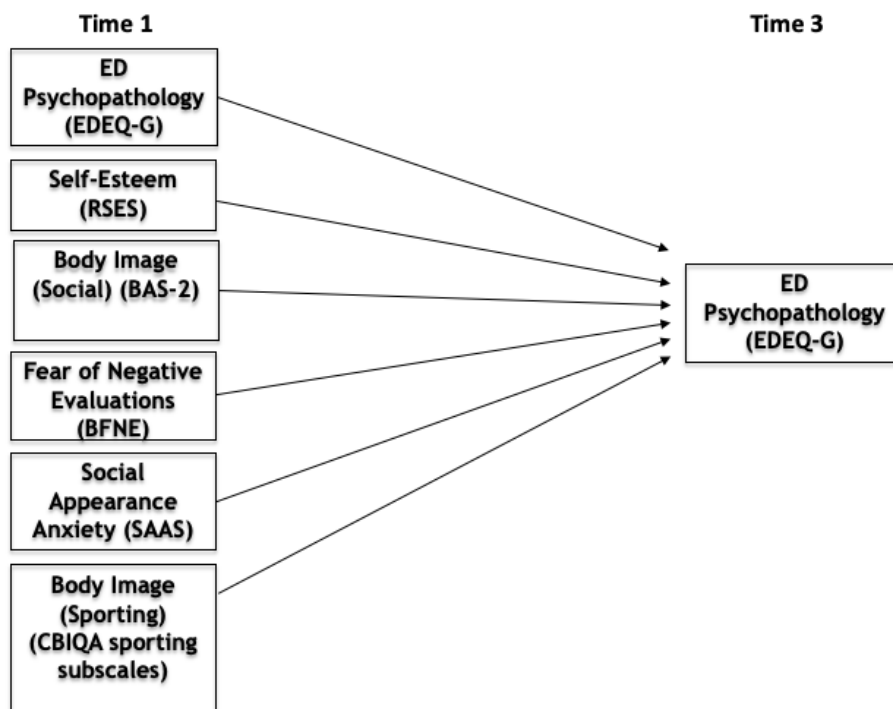 Time 1
Time 3
ED
Psychopathology
(EDEQ-G)
Self-Esteem
(RSES)
Body Image
(Social) (BAS-2)
Fear of Negative
Evaluations
(BFNE)
Social
Appearance
Anxiety (SAAS)
Body Image
(Sporting)
(CBIQA sporting
subscales)
ED
Psychopathology
(EDEQ-G)